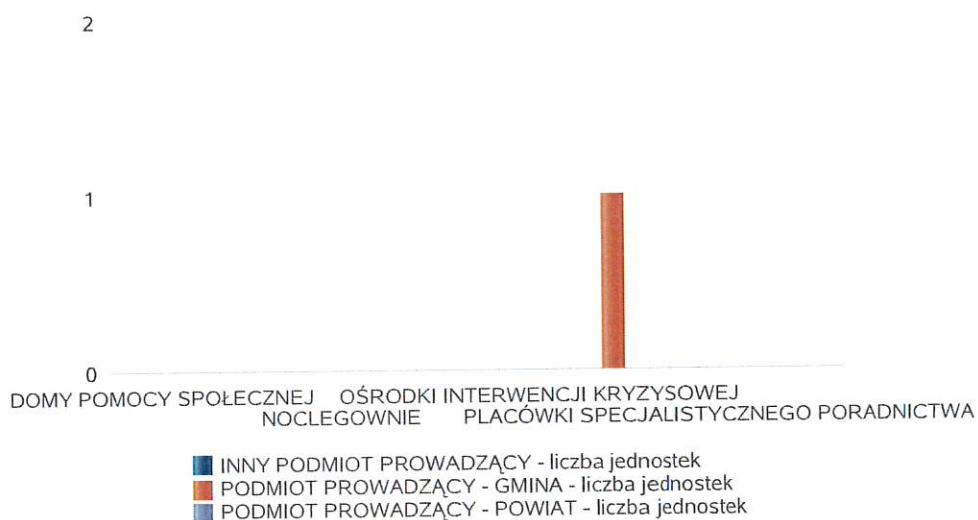 2
1
0
DOMY POMOCY SPOŁECZNEJ OŚRODKI INTERWENCJI KRYZYSOWEJ
NOCLEGOWNIE PLACÓWKI SPECJALISTYCZNEGO PORADNICTWA
INNY PODMIOT PROWADZĄCY - liczba jednostek
PODMIOT PROWADZĄCY - GMINA - liczba jednostek
PODMIOT PROWADZĄCY - POWIAT - liczba jednostek